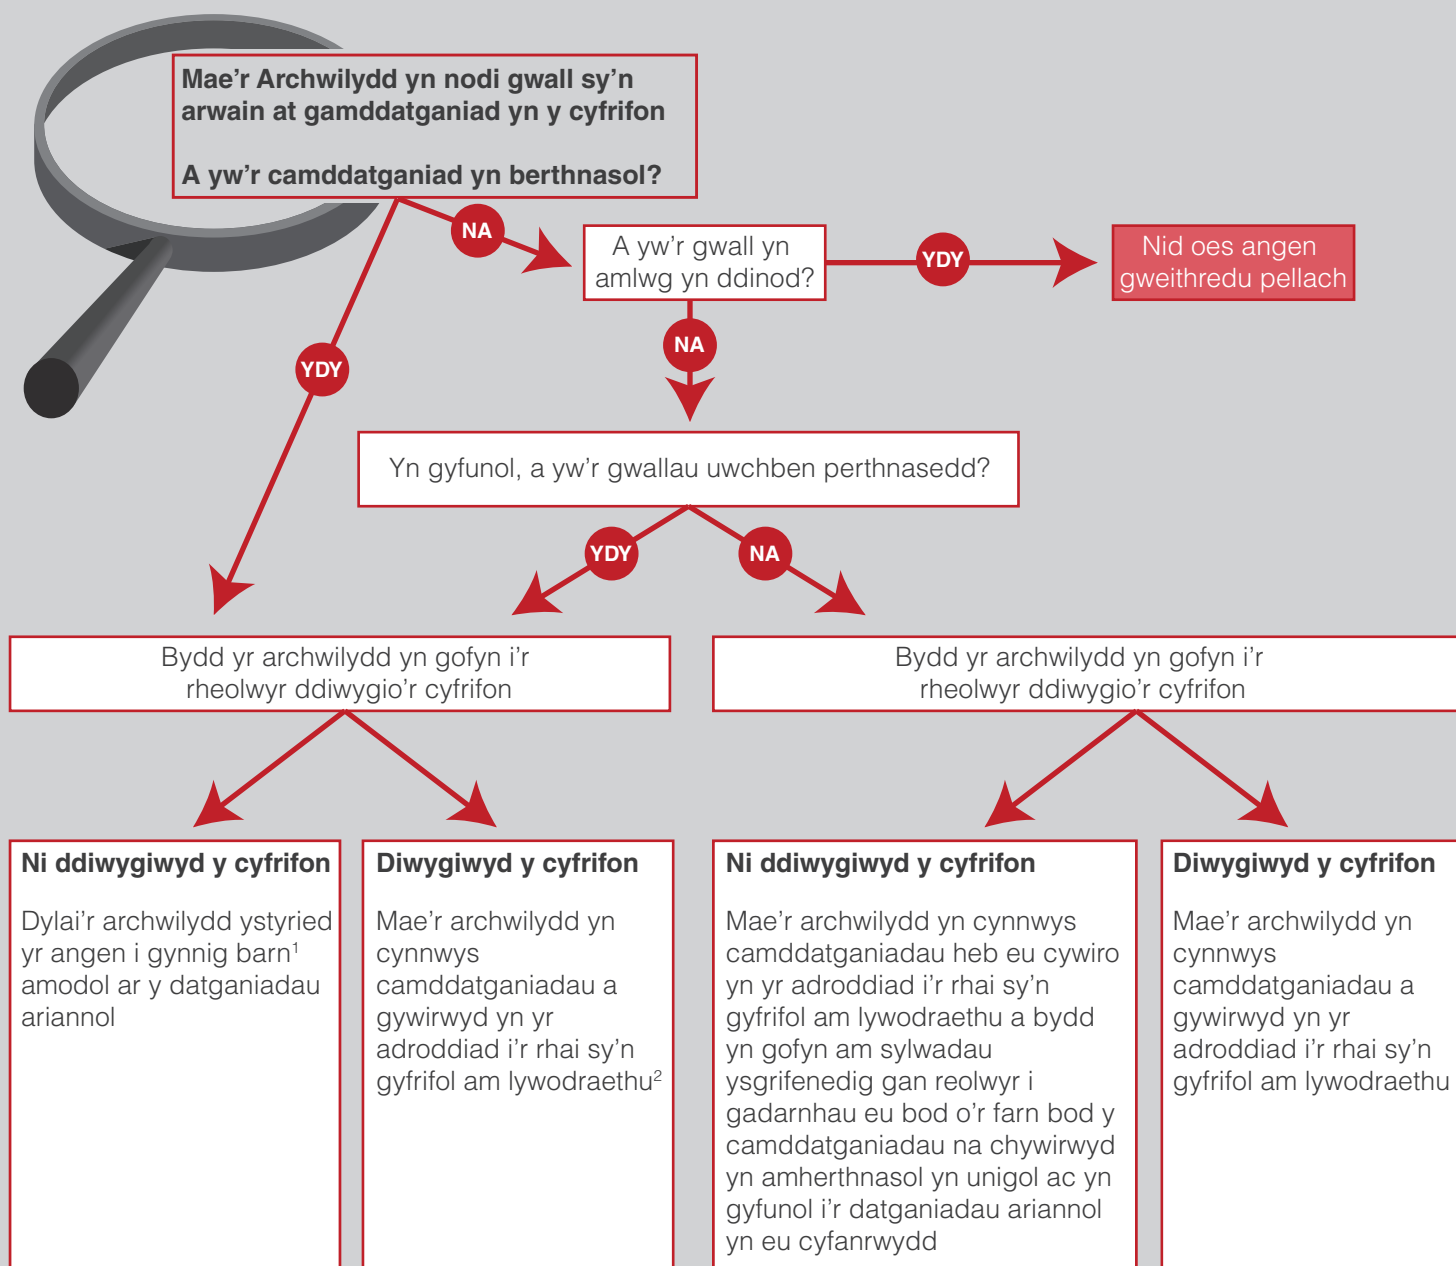 Mae'r Archwilydd yn nodi gwall sy'n
arwain at gamddatganiad yn y cyfrifon
A yw'r camddatganiad yn berthnasol?
NA
A yw'r gwall yn
amlwg yn ddinod?
YDY
Nid oes angen
gweithredu pellach
NA
YDY
Yn gyfunol, a yw'r gwallau uwchben perthnasedd?
YDY
NA
Bydd yr archwilydd yn gofyn i'r
rheolwyr ddiwygio'r cyfrifon
Bydd yr archwilydd yn gofyn i'r
rheolwyr ddiwygio'r cyfrifon
Ni ddiwygiwyd y cyfrifon
Dylai'r archwilydd ystyried
yr angen i gynnig barn¹
amodol ar y datganiadau
ariannol
Diwygiwyd y cyfrifon
Mae'r archwilydd yn
cynnwys
camddatganiadau a
gywirwyd yn yr
adroddiad i'r rhai sy'n
gyfrifol am lywodraethu²
Ni ddiwygiwyd y cyfrifon
Mae'r archwilydd yn cynnwys
camddatganiadau heb eu cywiro
yn yr adroddiad i'r rhai sy'n
gyfrifol am lywodraethu a bydd
yn gofyn am sylwadau
ysgrifenedig gan reolwyr i
gadarnhau eu bod o'r farn bod y
camddatganiadau na chywirwyd
yn amherthnasol yn unigol ac yn
gyfunol i'r datganiadau ariannol
yn eu cyfanrwydd
Diwygiwyd y cyfrifon
Mae'r archwilydd yn
cynnwys
camddatganiadau a
gywirwyd yn yr
adroddiad i'r rhai sy'n
gyfrifol am lywodraethu